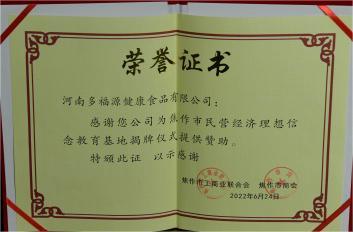 荣誉证书
河南多福源健康食品有限公司：
感谢您公司为焦作市民营经济理想信
念教育基地揭牌仪式提供赞助。
特颁此证 以示感谢
焦作市工商业联合会 焦作市商会
2022年6月24日